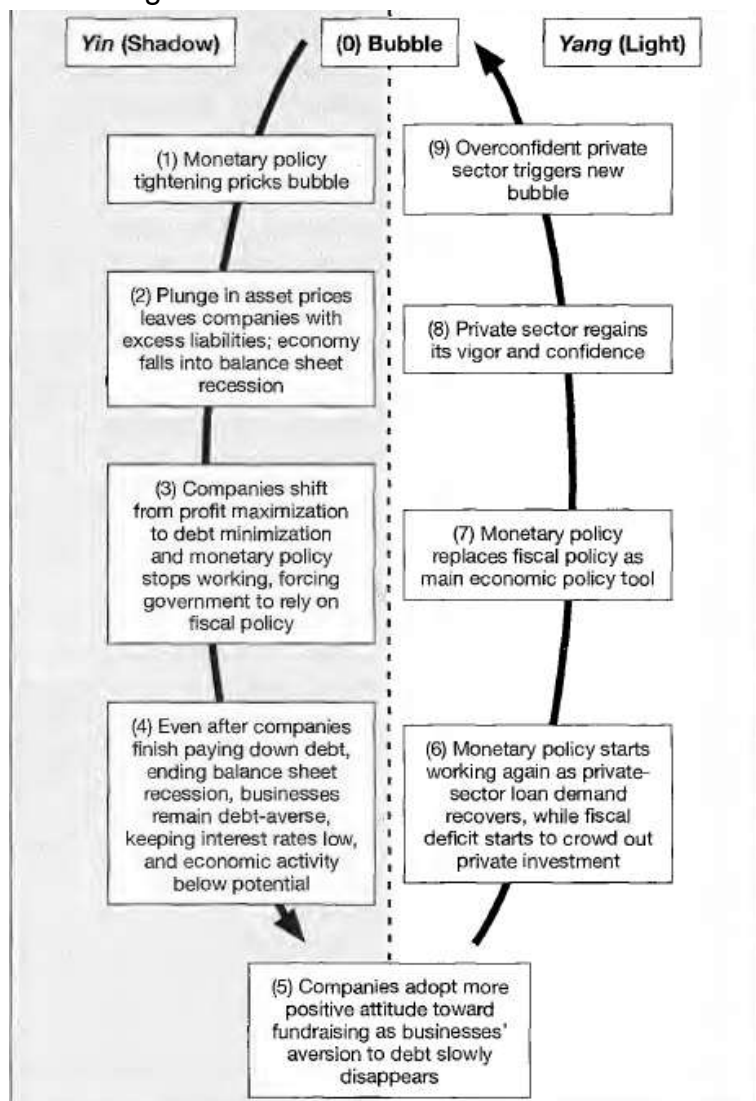 Yin (Shadow)
(0) Bubble
Yang (Light)
(1) Monetary policy
tightening pricks bubble
(2) Plunge in asset prices
leaves companies with
excess liabilities; economy
falls into balance sheet
recession
(3) Companies shift
from profit maximization
to debt minimization
and monetary policy
stops working, forcing
government to rely on
fiscal policy
(4) Even after companies
finish paying down debt,
ending balance sheet
recession, businesses
remain debt-averse,
keeping interest rates low,
and economic activity
below potential
(5) Companies adopt more
positive attitude toward
fundraising as businesses'
aversion to debt slowly
disappears
(6) Monetary policy starts
working again as private-
sector loan demand
recovers, while fiscal
deficit starts to crowd out
private investment
(7) Monetary policy
replaces fiscal policy as
main economic policy tool
(8) Private sector regains
its vigor and confidence
(9) Overconfident private
sector triggers new
bubble